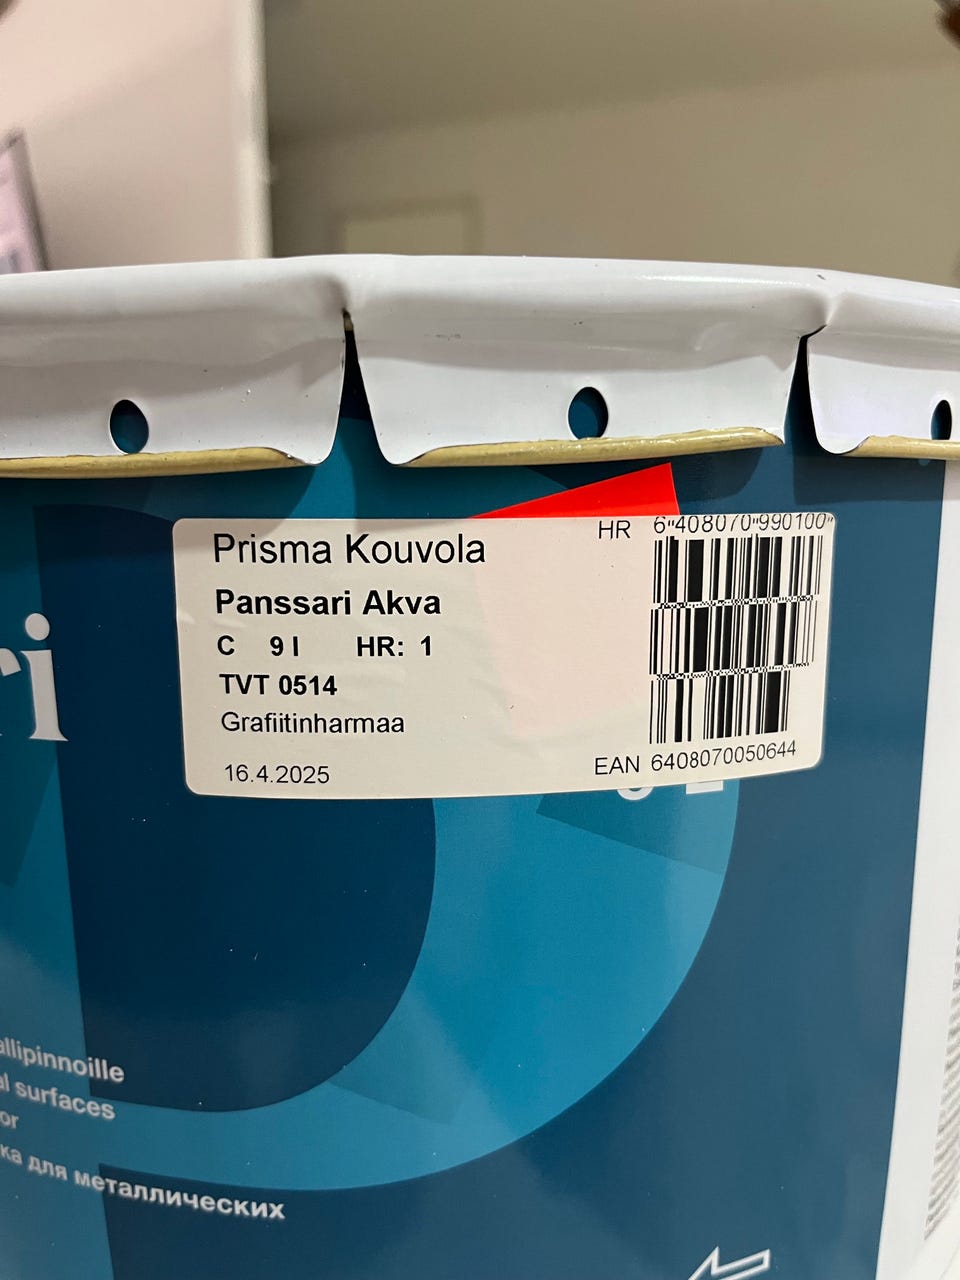 Prisma Kouvola
Panssari Akva
C 9 l HR: 1
TVT 0514
Grafiitinharmaa
16.4.2025
HR 6"408070"990100"
EAN 6408070050644
ri
allipinnoille
al surfaces
or
ка для металлических